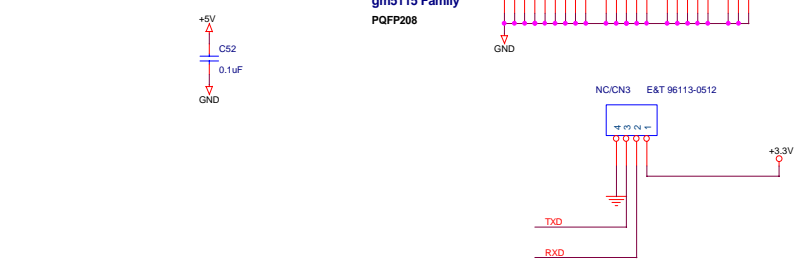 gm5115 Family
PQFP208
+5V
C52
0.1uF
GND
GND
NC/CN3 E&T 96113-0512
4 3 2 1
+3.3V
TXD
RXD